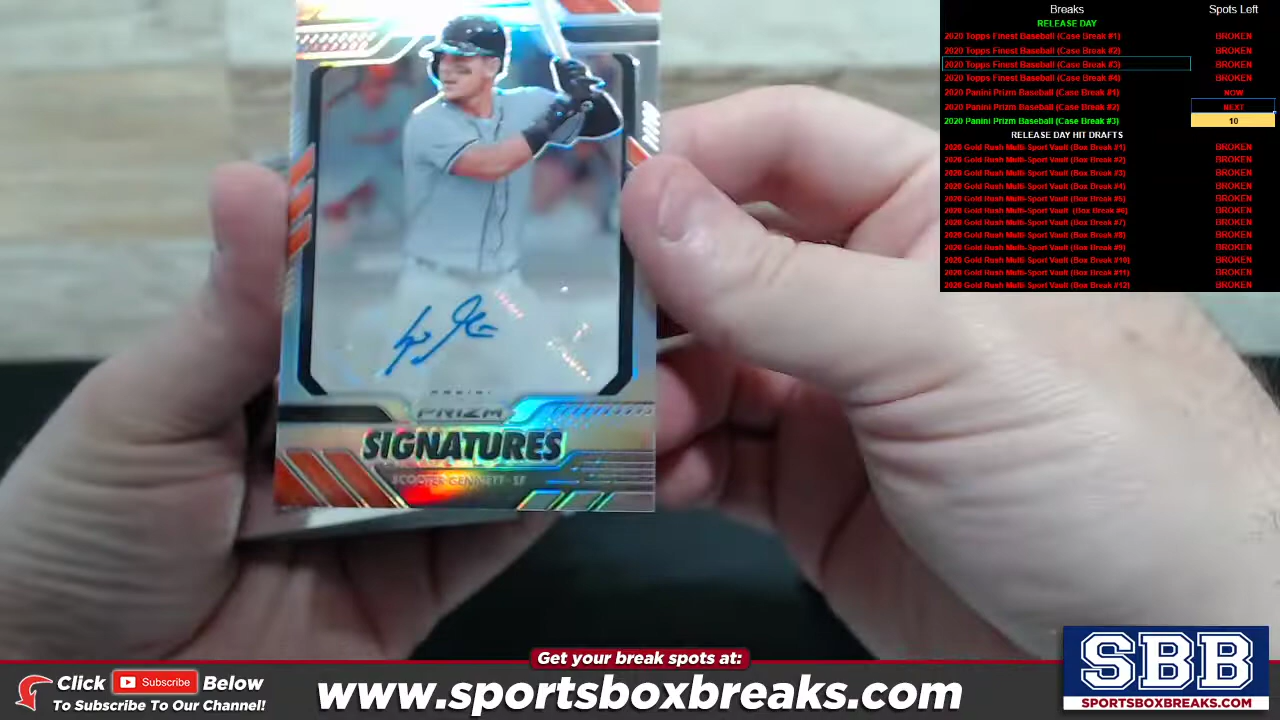 Breaks Spots Left
RELEASE DAY
2020 Topps Finest Baseball (Case Break #1) BROKEN
2020 Topps Finest Baseball (Case Break #2) BROKEN
2020 Topps Finest Baseball (Case Break #3) BROKEN
2020 Topps Finest Baseball (Case Break #4) BROKEN
2020 Panini Prizm Baseball (Case Break #1) NOW
2020 Panini Prizm Baseball (Case Break #2) NEXT
2020 Panini Prizm Baseball (Case Break #3) 10
RELEASE DAY HIT DRAFTS
2020 Gold Rush Multi-Sport Vault (Box Break #1) BROKEN
2020 Gold Rush Multi-Sport Vault (Box Break #2) BROKEN
2020 Gold Rush Multi-Sport Vault (Box Break #3) BROKEN
2020 Gold Rush Multi-Sport Vault (Box Break #4) BROKEN
2020 Gold Rush Multi-Sport Vault (Box Break #5) BROKEN
2020 Gold Rush Multi-Sport Vault (Box Break #6) BROKEN
2020 Gold Rush Multi-Sport Vault (Box Break #7) BROKEN
2020 Gold Rush Multi-Sport Vault (Box Break #8) BROKEN
2020 Gold Rush Multi-Sport Vault (Box Break #9) BROKEN
2020 Gold Rush Multi-Sport Vault (Box Break #10) BROKEN
2020 Gold Rush Multi-Sport Vault (Box Break #11) BROKEN
2020 Gold Rush Multi-Sport Vault (Box Break #12) BROKEN
PANINI
PRIZM
SIGNATURES
SCOOTER GENNETT - SF
Get your break spots at:
Click Subscribe Below
To Subscribe To Our Channel!
www.sportsboxbreaks.com
SBB
SPORTSBOXBREAKS.COM